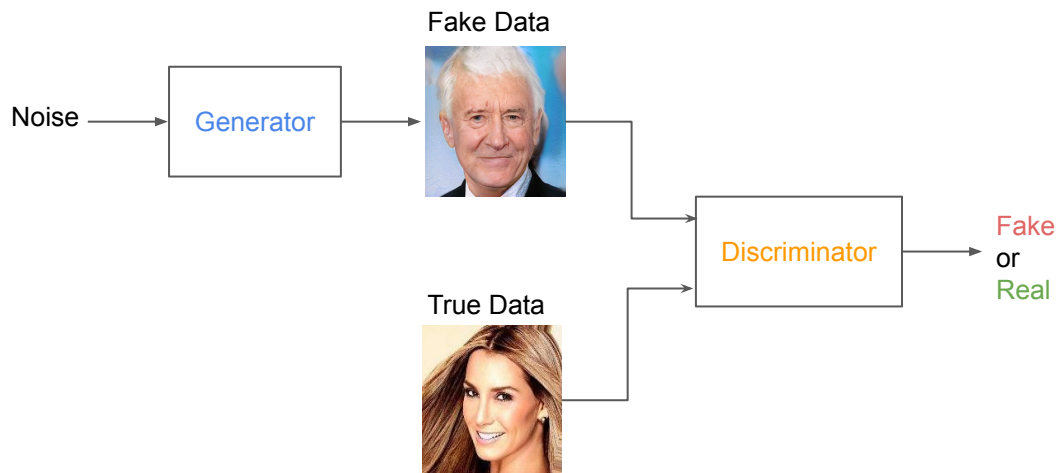 Fake Data
Noise
Generator
Discriminator
Fake
or
Real
True Data